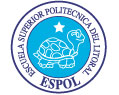 ESCUELA SUPERIOR POLITECNICA DEL LITORAL
ESPOL